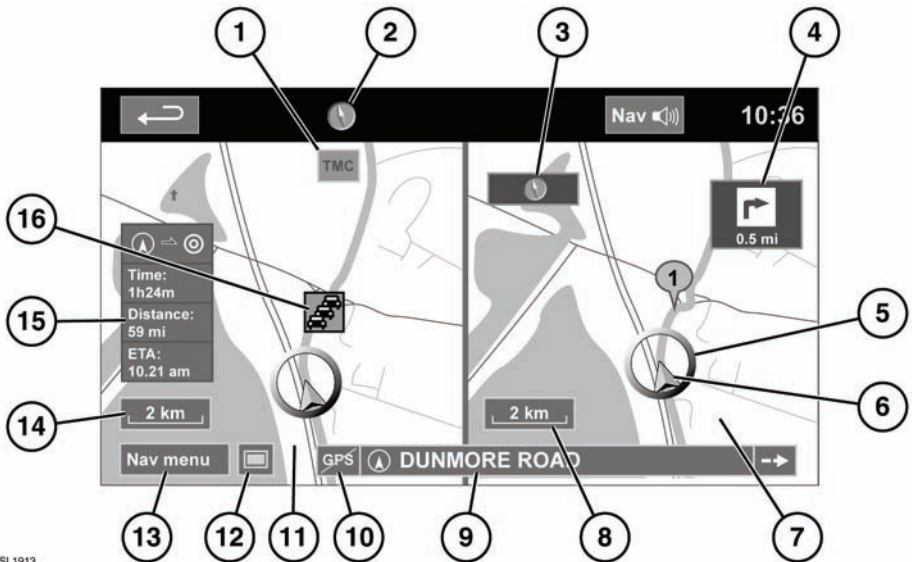 1 2 3 4
Nav 10:36
TMC
0.5 mi
16
Time:
1h24m
1
15
Distance:
59 mi
5
ETA:
10.21 am
6
14
2 km
2 km
Nav menu
GPS
DUNMORE ROAD
13 12 11 10 9 8 7